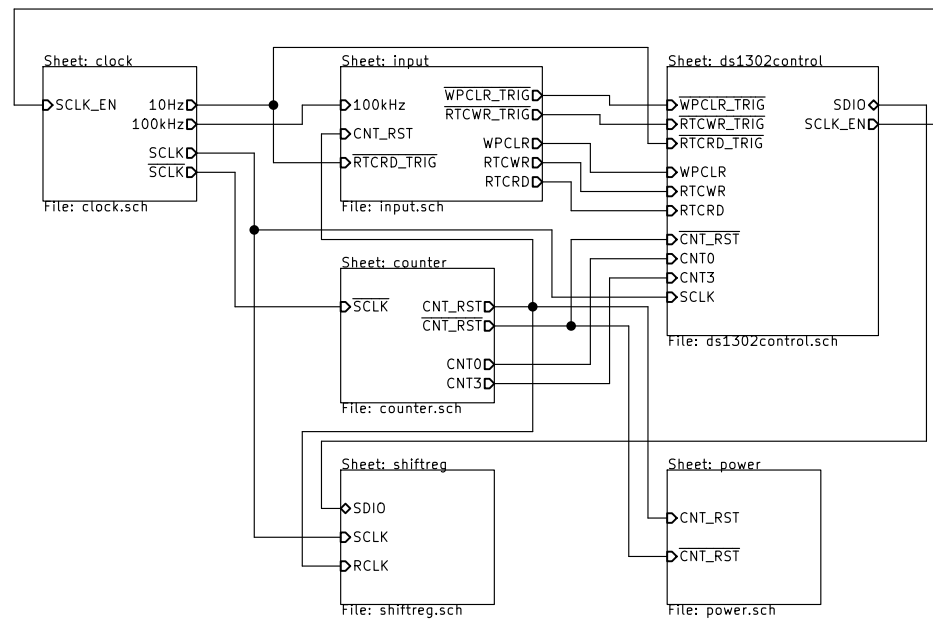 Sheet: clock
SCLK_EN
10Hz
100kHz
SCLK
SCLK
File: clock.sch
Sheet: input
100kHz
CNT_RST
RTCRD_TRIG
WPCLR_TRIG
RTCWR_TRIG
WPCLR
RTCWR
RTCRD
File: input.sch
Sheet: ds1302control
WPCLR_TRIG
RTCWR_TRIG
RTCRD_TRIG
WPCLR
RTCWR
RTCRD
CNT_RST
CNT0
CNT3
SCLK
SDIO
SCLK_EN
File: ds1302control.sch
Sheet: counter
SCLK
CNT_RST
CNT_RST
CNT0
CNT3
File: counter.sch
Sheet: shiftreg
SDIO
SCLK
RCLK
File: shiftreg.sch
Sheet: power
CNT_RST
CNT_RST
File: power.sch